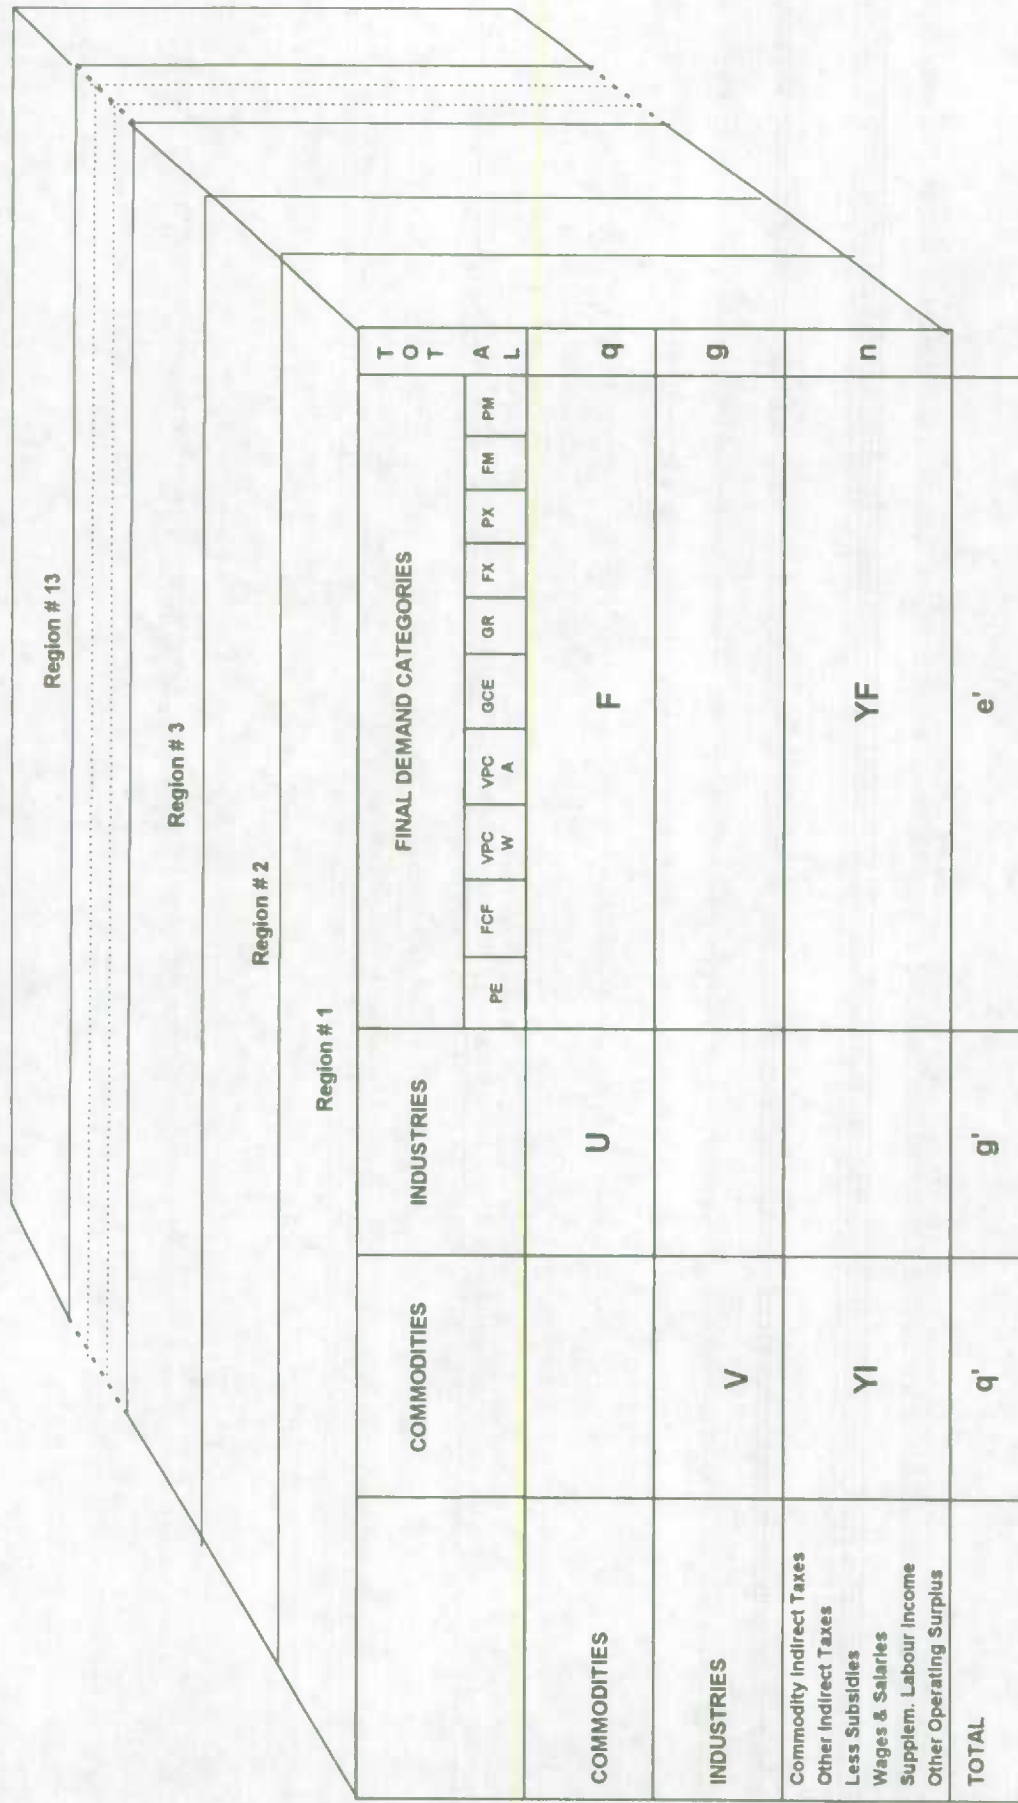 Region # 13
Region # 3
Region # 2
Region # 1
COMMODITIES
INDUSTRIES
FINAL DEMAND CATEGORIES
T
O
T
A
L
PE
FCF
VPC
W
VPC
A
GCE
GR
FX
PX
FM
PM
COMMODITIES
U
F
q
INDUSTRIES
V
g
Commodity Indirect Taxes
Other Indirect Taxes
Less Subsidies
Wages & Salaries
Supplem. Labour Income
Other Operating Surplus
YI
YF
n
TOTAL
q'
g'
e'